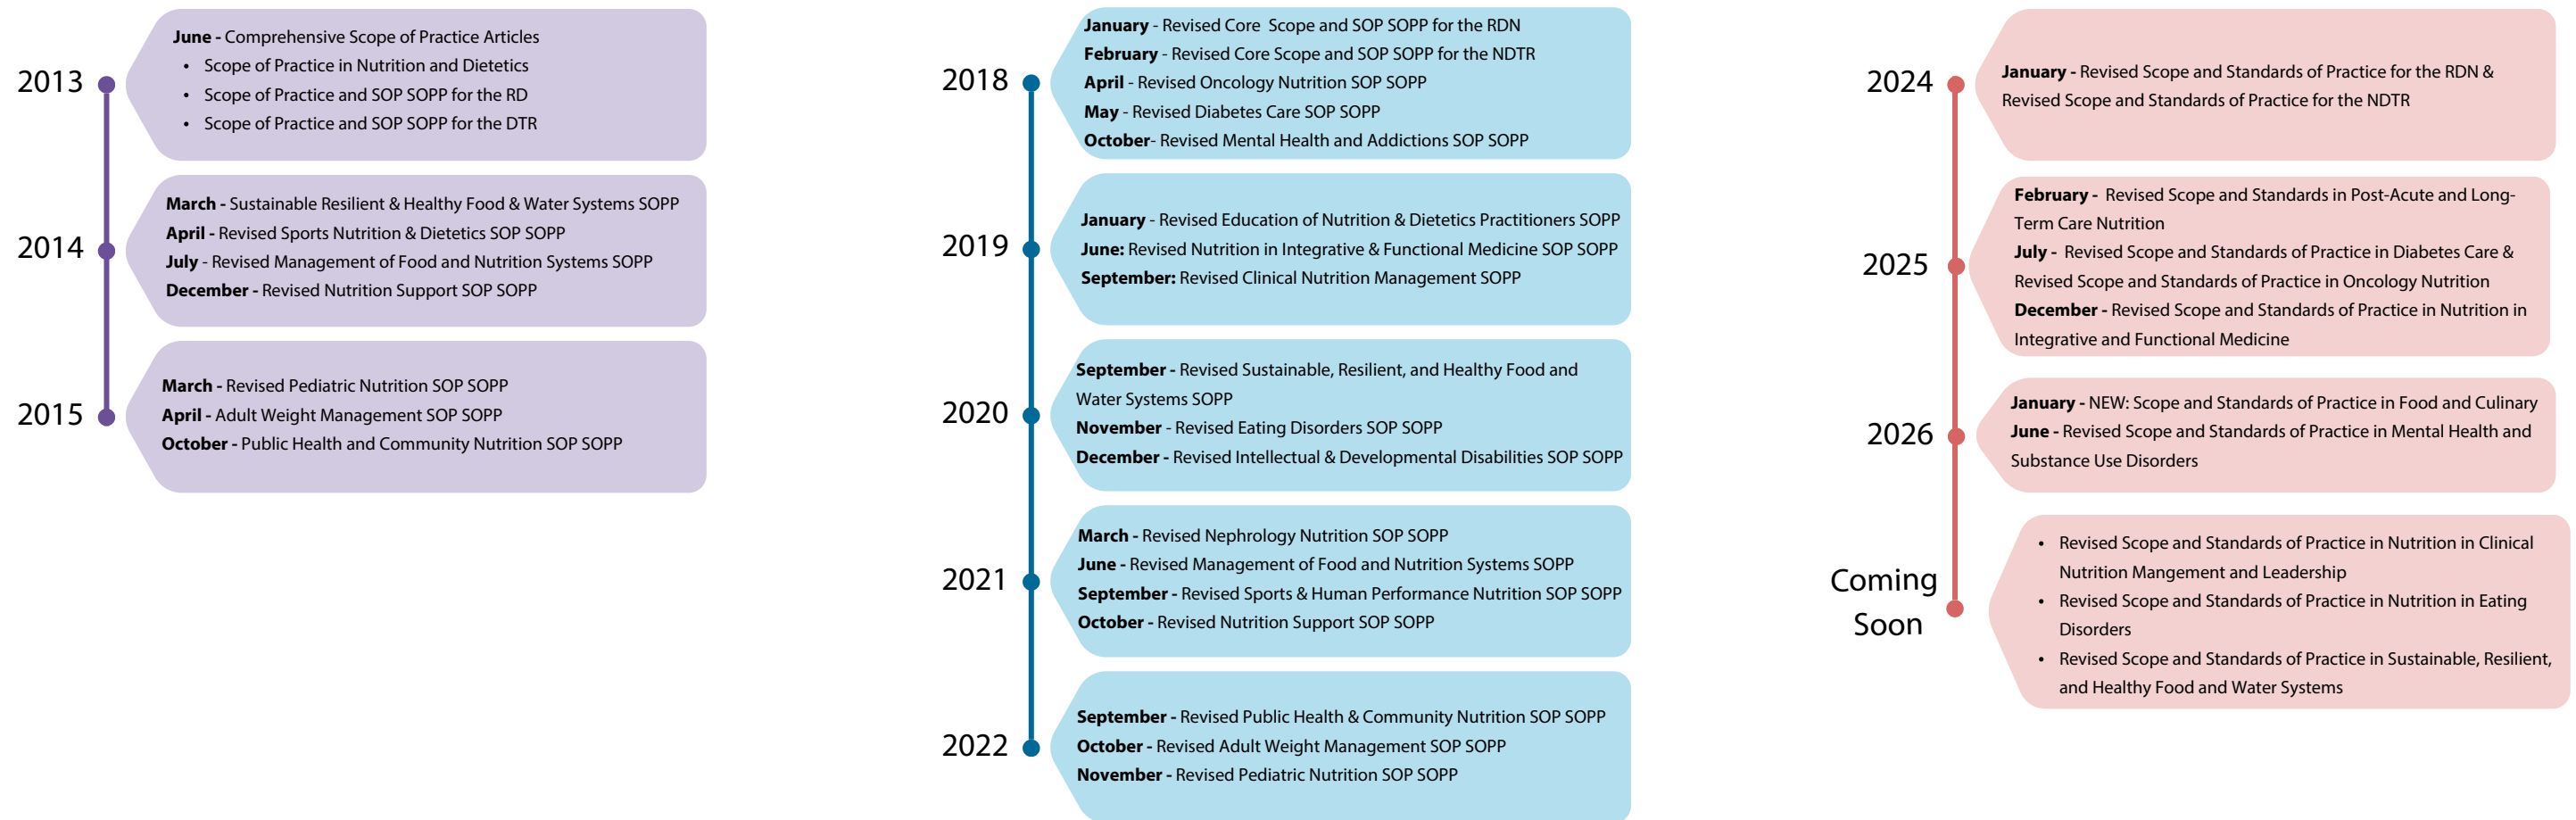 2013
June - Comprehensive Scope of Practice Articles
• Scope of Practice in Nutrition and Dietetics
• Scope of Practice and SOP SOPP for the RD
• Scope of Practice and SOP SOPP for the DTR
2014
March - Sustainable Resilient & Healthy Food & Water Systems SOPP
April - Revised Sports Nutrition & Dietetics SOP SOPP
July - Revised Management of Food and Nutrition Systems SOPP
December - Revised Nutrition Support SOP SOPP
2015
March - Revised Pediatric Nutrition SOP SOPP
April - Adult Weight Management SOP SOPP
October - Public Health and Community Nutrition SOP SOPP
2018
January - Revised Core Scope and SOP SOPP for the RDN
February - Revised Core Scope and SOP SOPP for the NDTR
April - Revised Oncology Nutrition SOP SOPP
May - Revised Diabetes Care SOP SOPP
October- Revised Mental Health and Addictions SOP SOPP
2019
January - Revised Education of Nutrition & Dietetics Practitioners SOPP
June: Revised Nutrition in Integrative & Functional Medicine SOP SOPP
September: Revised Clinical Nutrition Management SOPP
2020
September - Revised Sustainable, Resilient, and Healthy Food and
Water Systems SOPP
November - Revised Eating Disorders SOP SOPP
December - Revised Intellectual & Developmental Disabilities SOP SOPP
2021
March - Revised Nephrology Nutrition SOP SOPP
June - Revised Management of Food and Nutrition Systems SOPP
September - Revised Sports & Human Performance Nutrition SOP SOPP
October - Revised Nutrition Support SOP SOPP
2022
September - Revised Public Health & Community Nutrition SOP SOPP
October - Revised Adult Weight Management SOP SOPP
November - Revised Pediatric Nutrition SOP SOPP
2024
January - Revised Scope and Standards of Practice for the RDN &
Revised Scope and Standards of Practice for the NDTR
2025
February - Revised Scope and Standards in Post-Acute and Long-
Term Care Nutrition
July - Revised Scope and Standards of Practice in Diabetes Care &
Revised Scope and Standards of Practice in Oncology Nutrition
December - Revised Scope and Standards of Practice in Nutrition in
Integrative and Functional Medicine
2026
January - NEW: Scope and Standards of Practice in Food and Culinary
June - Revised Scope and Standards of Practice in Mental Health and
Substance Use Disorders
Coming
Soon
• Revised Scope and Standards of Practice in Nutrition in Clinical
Nutrition Mangement and Leadership
• Revised Scope and Standards of Practice in Nutrition in Eating
Disorders
• Revised Scope and Standards of Practice in Sustainable, Resilient,
and Healthy Food and Water Systems